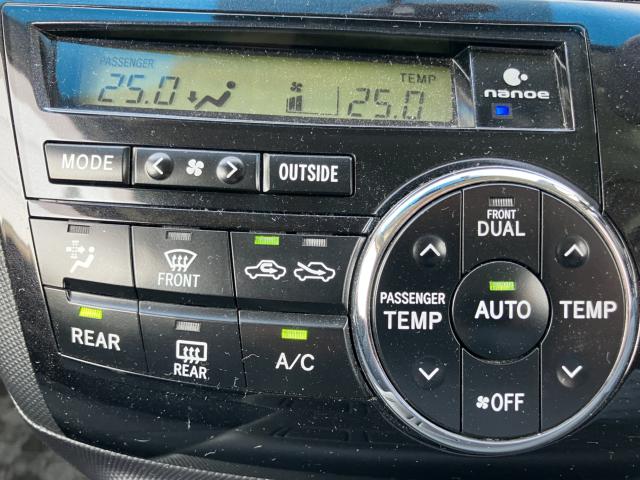 PASSENGER TEMP
25.0 25.0
nanoe
MODE OUTSIDE
FRONT
REAR
REAR
A/C
FRONT
DUAL
PASSENGER
TEMP
AUTO
TEMP
OFF